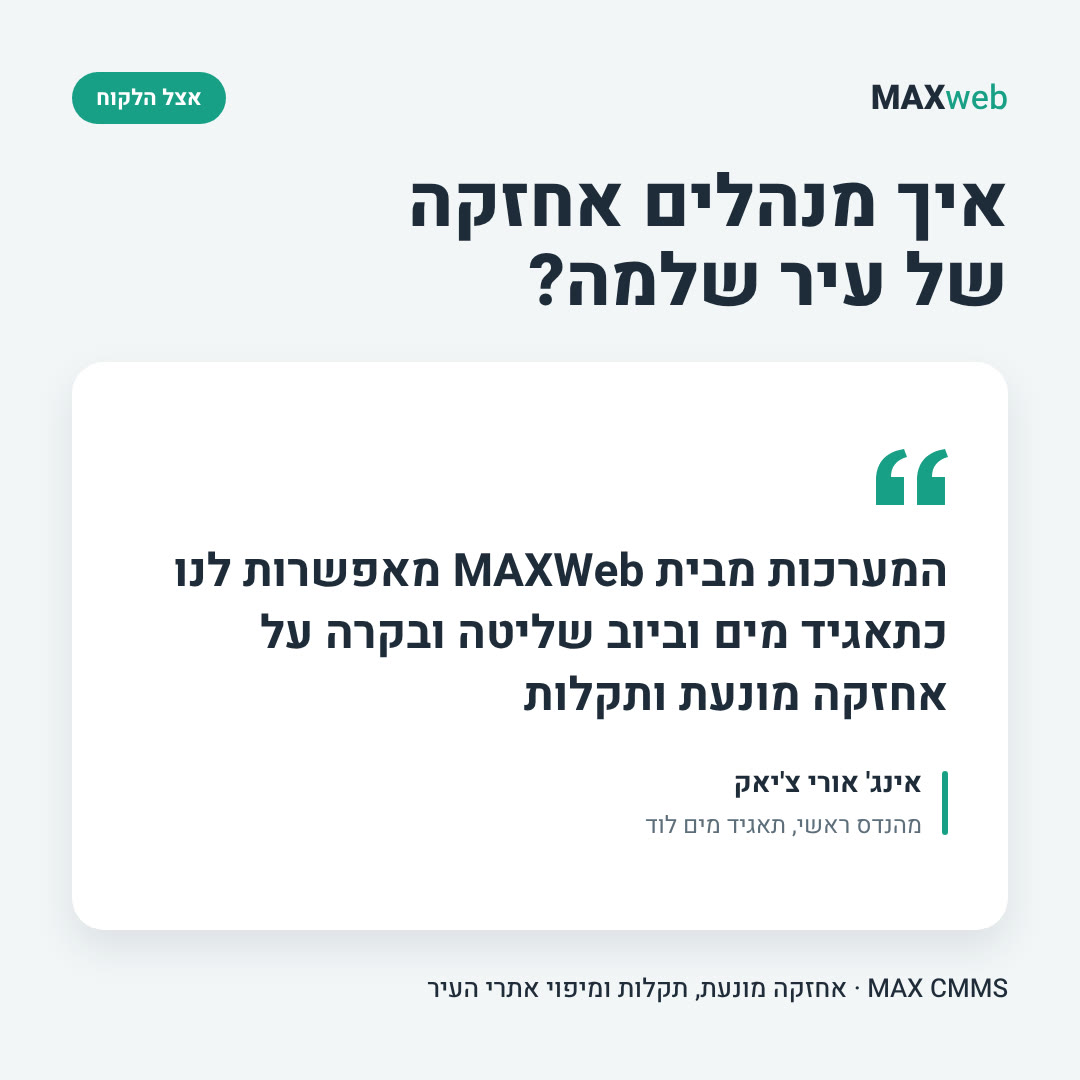 MAXweb
אצל הלקוח
איך מנהלים אחזקה
של עיר שלמה?
המערכות מבית MAXWeb מאפשרות לנו
כתאגיד מים וביוב שליטה ובקרה על
אחזקה מונעת ותקלות
אינג' אורי צ'יאק
מהנדס ראשי, תאגיד מים לוד
MAX CMMS · אחזקה מונעת, תקלות ומיפוי אתרי העיר